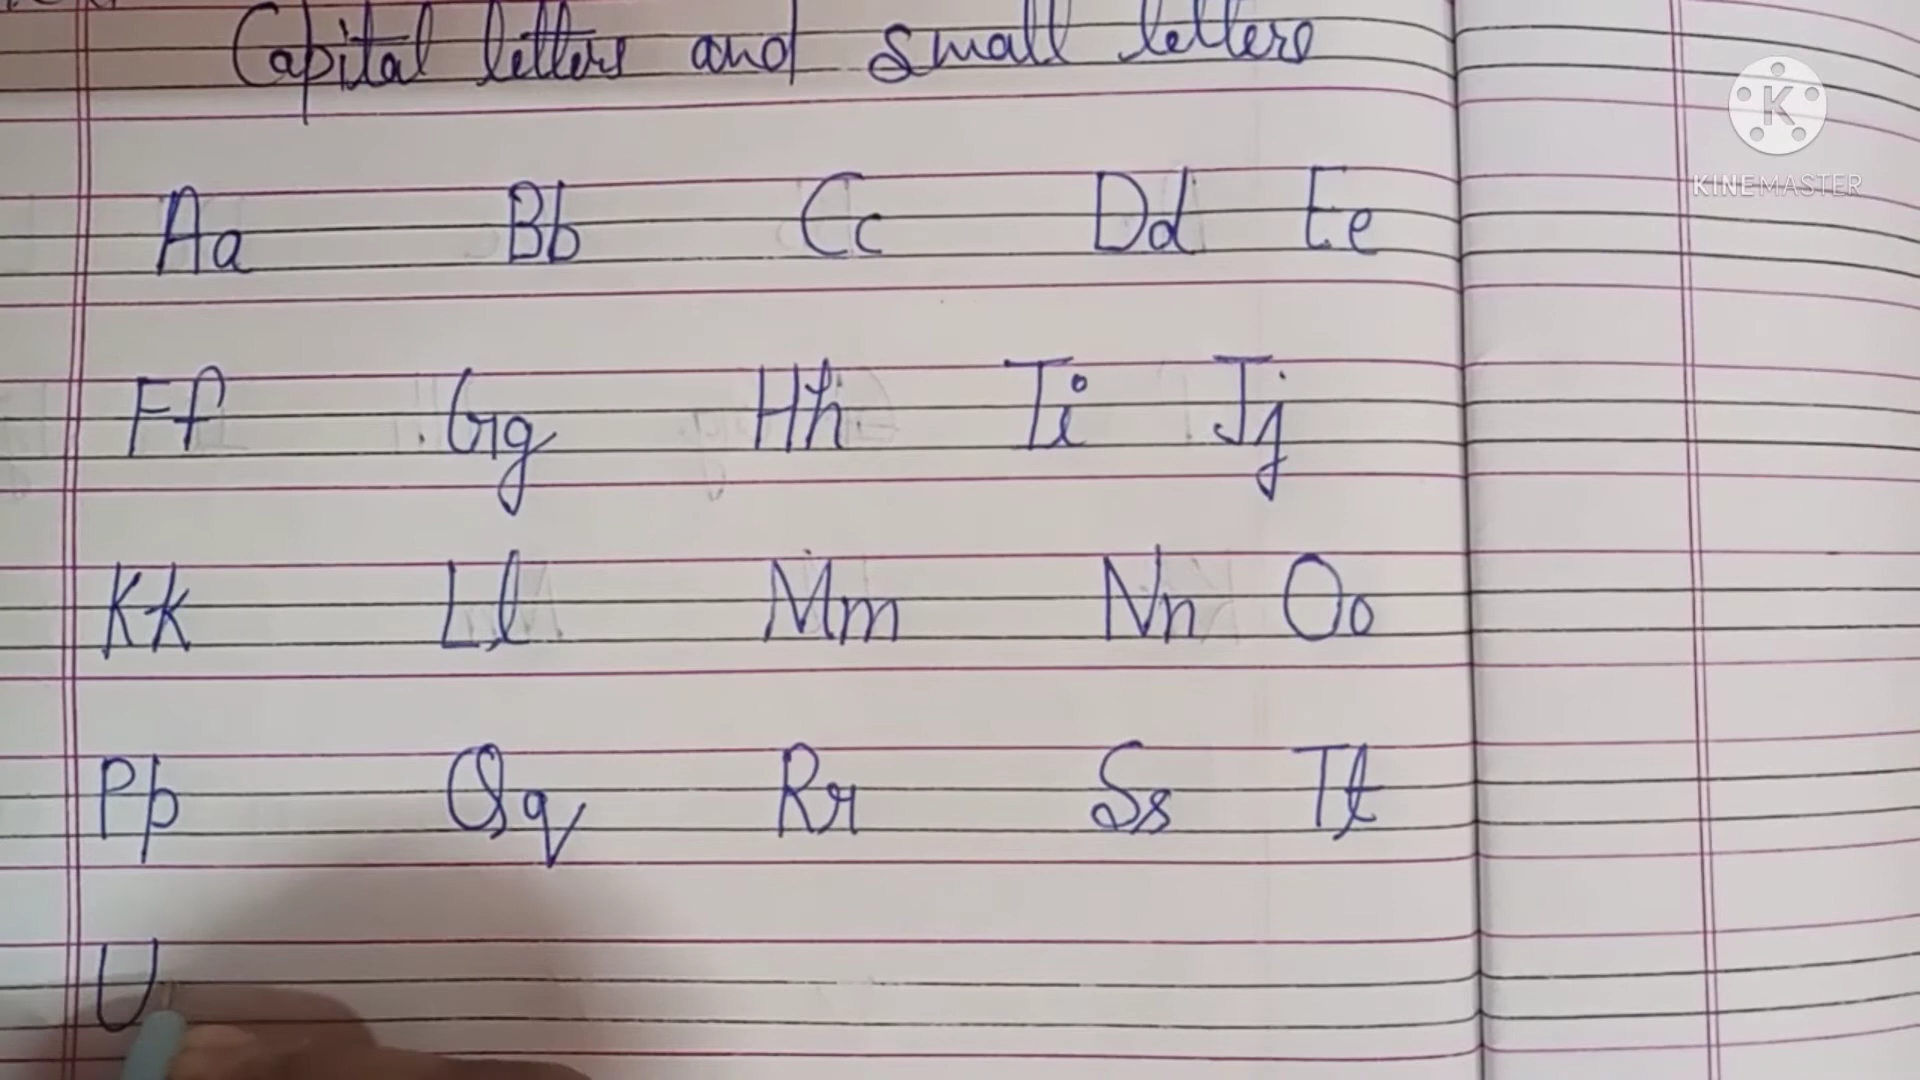 Capital letters and small letters
K
KINEMASTER
Aa Bb Cc Dd Ee
Ff Gg Hh Ii Jj
Kk Ll Mm Nn Oo
Pp Qq Rr Ss Tt
U